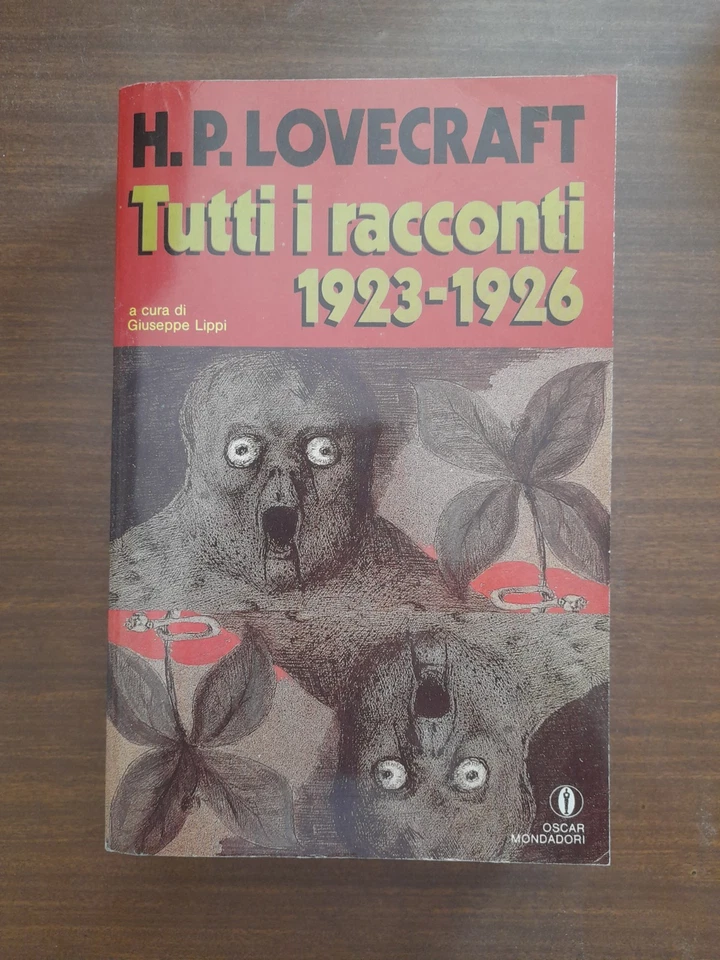 H.P. LOVECRAFT
Tutti i racconti
1923-1926
a cura di
Giuseppe Lippi
OSCAR
MONDADORI